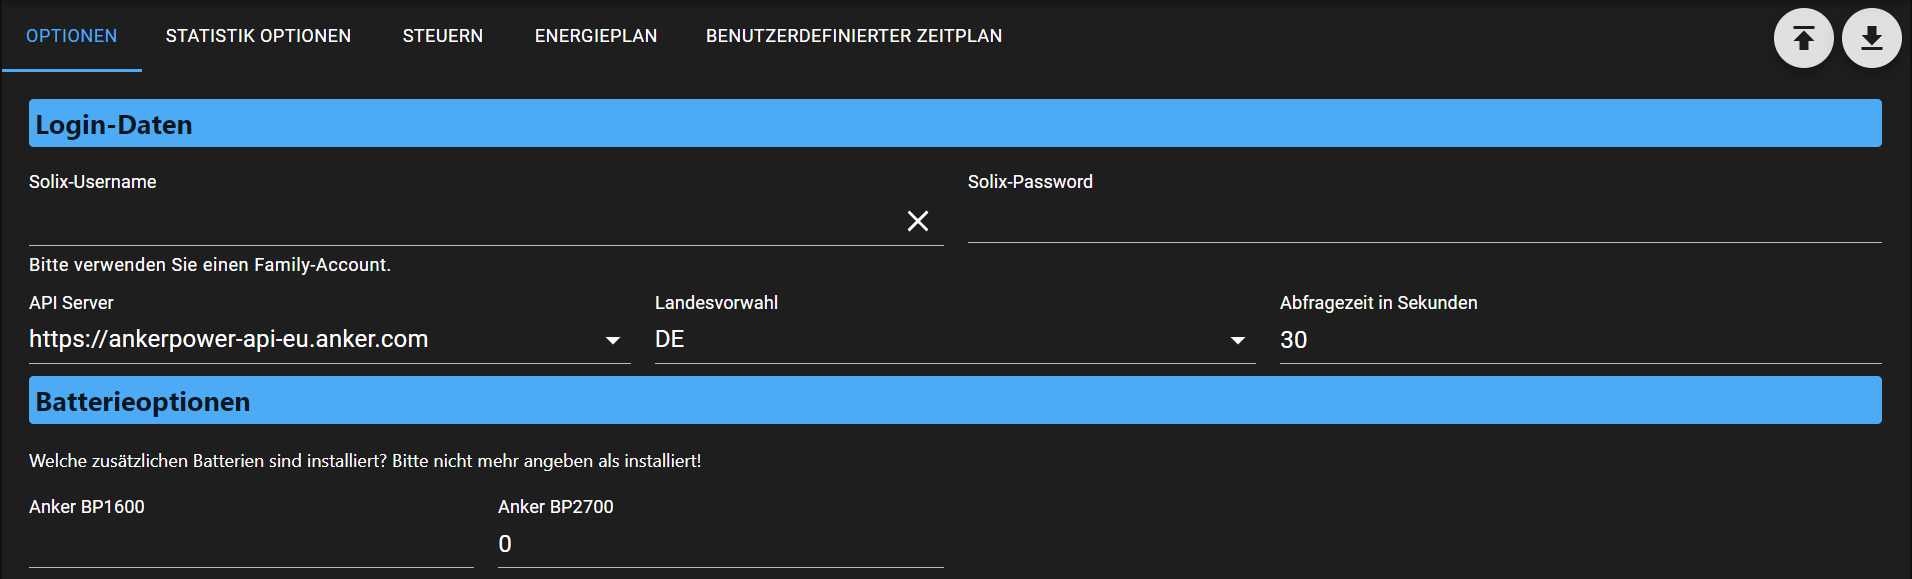 OPTIONEN STATISTIK OPTIONEN STEUERN ENERGIEPLAN BENUTZERDEFINIERTER ZEITPLAN
Login-Daten
Solix-Username Solix-Password
Bitte verwenden Sie einen Family-Account.
API Server Landesvorwahl Abfragezeit in Sekunden
https://ankerpower-api-eu.anker.com DE 30
Batterieoptionen
Welche zusätzlichen Batterien sind installiert? Bitte nicht mehr angeben als installiert!
Anker BP1600 Anker BP2700
0